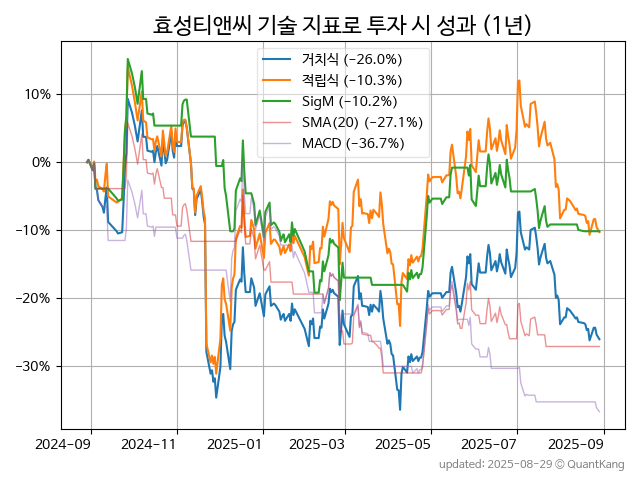 효성티앤씨 기술 지표로 투자 시 성과 (1년)
거치식 (−26.0%)
적립식 (−10.3%)
SigM (−10.2%)
SMA(20) (−27.1%)
MACD (−36.7%)
10%
0%
−10%
−20%
−30%
2024-09 2024-11 2025-01 2025-03 2025-05 2025-07 2025-09
updated: 2025-08-29 © QuantKang